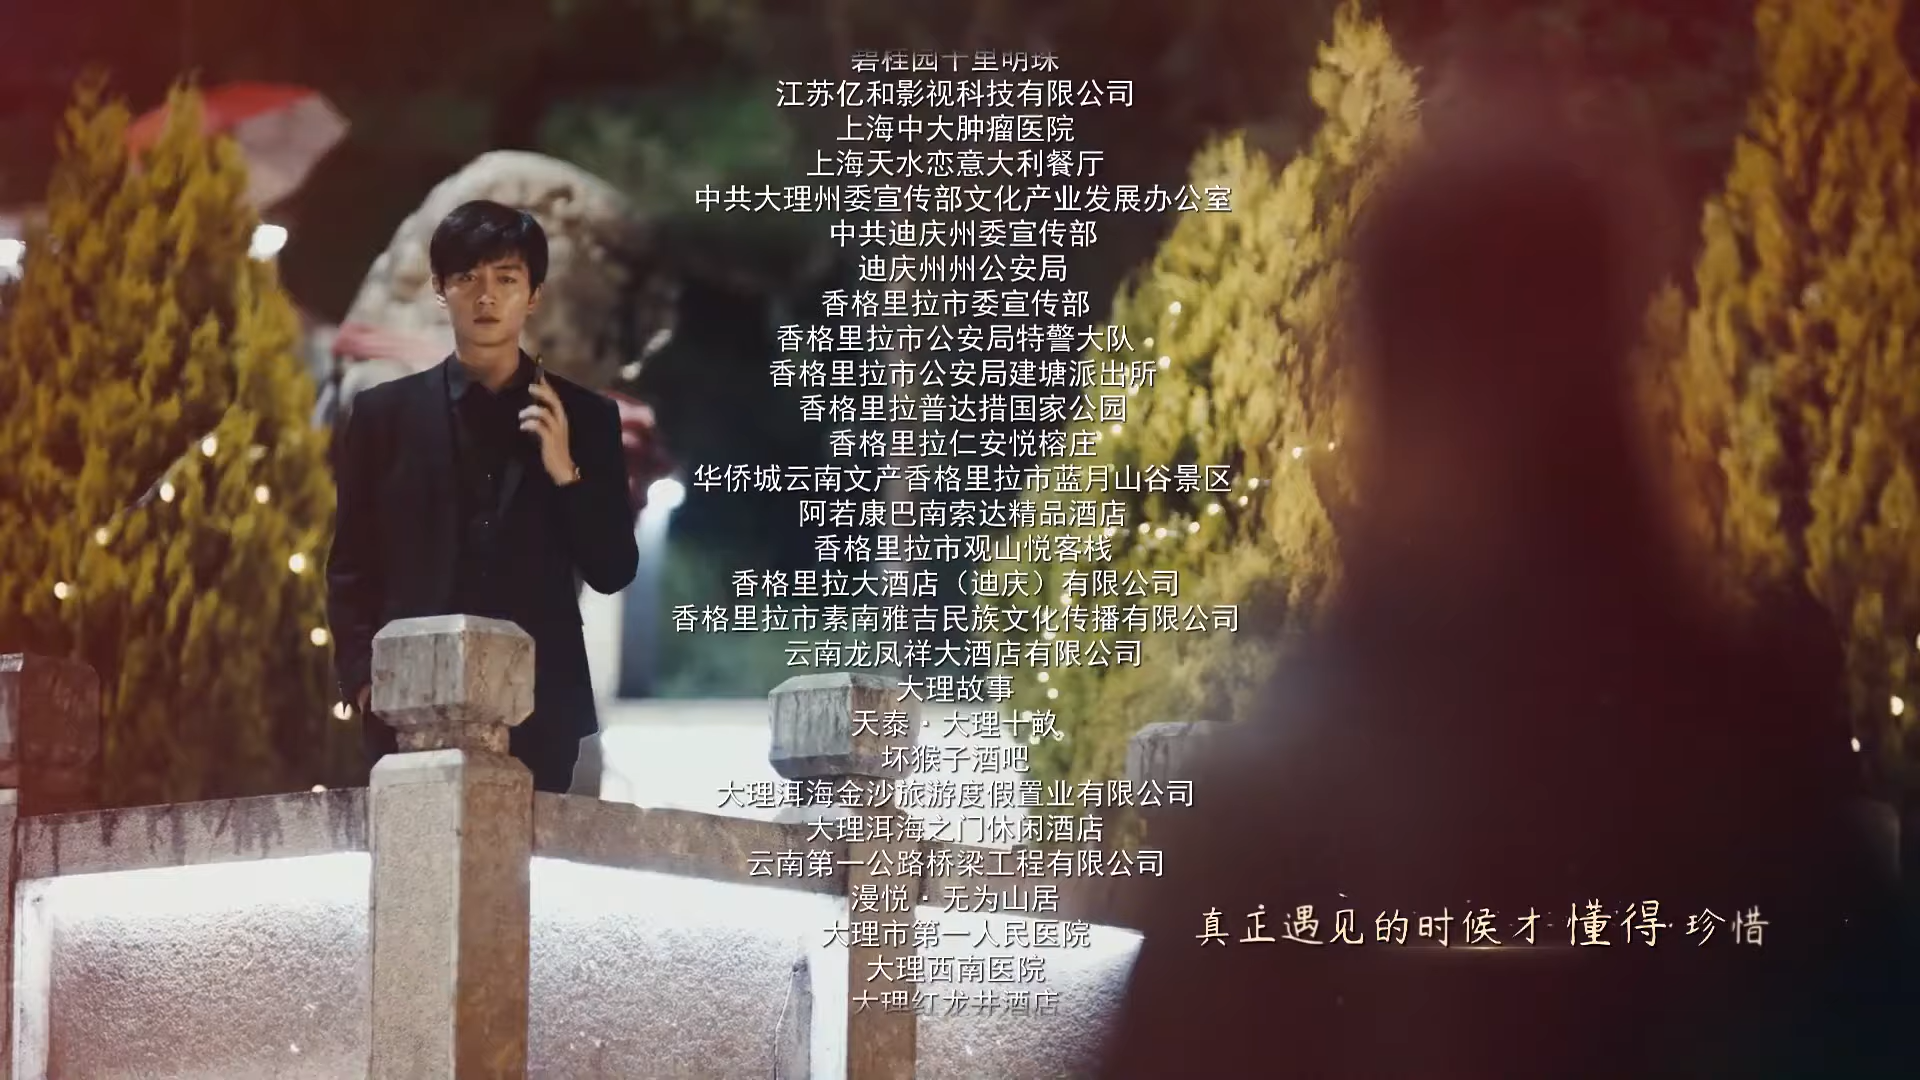 碧桂园十里明珠
江苏亿和影视科技有限公司
上海中大肿瘤医院
上海天水恋意大利餐厅
中共大理州委宣传部文化产业发展办公室
中共迪庆州委宣传部
迪庆州州公安局
香格里拉市委宣传部
香格里拉市公安局特警大队
香格里拉市公安局建塘派出所
香格里拉普达措国家公园
香格里拉仁安悦榕庄
华侨城云南文产香格里拉市蓝月山谷景区
阿若康巴南索达精品酒店
香格里拉市观山悦客栈
香格里拉大酒店（迪庆）有限公司
香格里拉市素南雅吉民族文化传播有限公司
云南龙凤祥大酒店有限公司
大理故事
天泰·大理十畝
坏猴子酒吧
大理洱海金沙旅游度假置业有限公司
大理洱海之门休闲酒店
云南第一公路桥梁工程有限公司
漫悦·无为山居
大理市第一人民医院
大理西南医院
大理红龙井酒店
真正遇见的时候才懂得珍惜